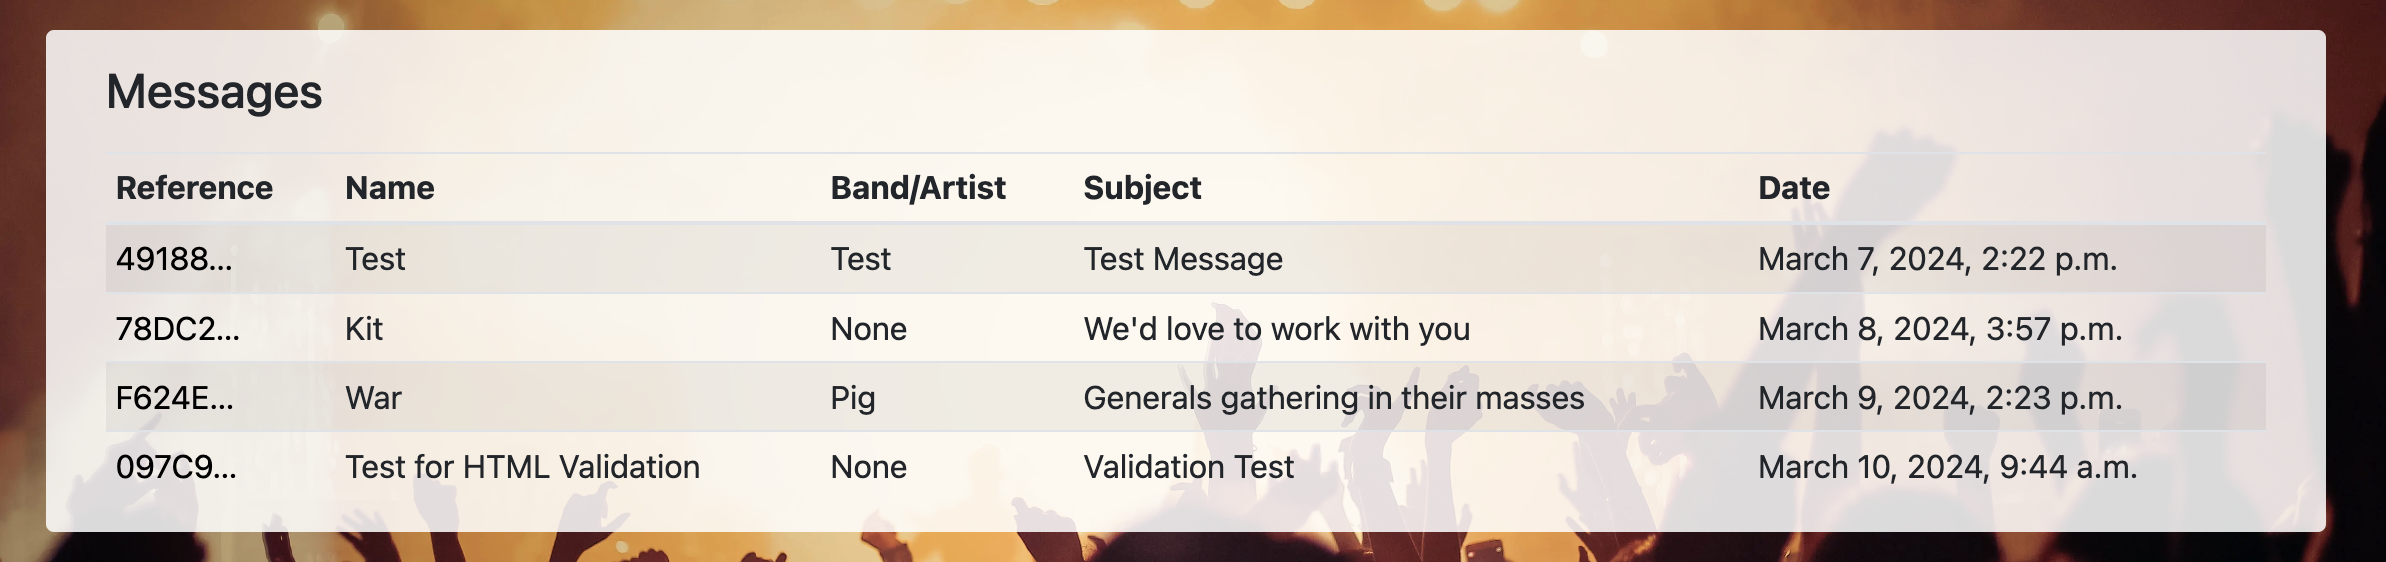 Messages
Reference Name Band/Artist Subject Date
49188... Test Test Test Message March 7, 2024, 2:22 p.m.
78DC2... Kit None We'd love to work with you March 8, 2024, 3:57 p.m.
F624E... War Pig Generals gathering in their masses March 9, 2024, 2:23 p.m.
097C9... Test for HTML Validation None Validation Test March 10, 2024, 9:44 a.m.